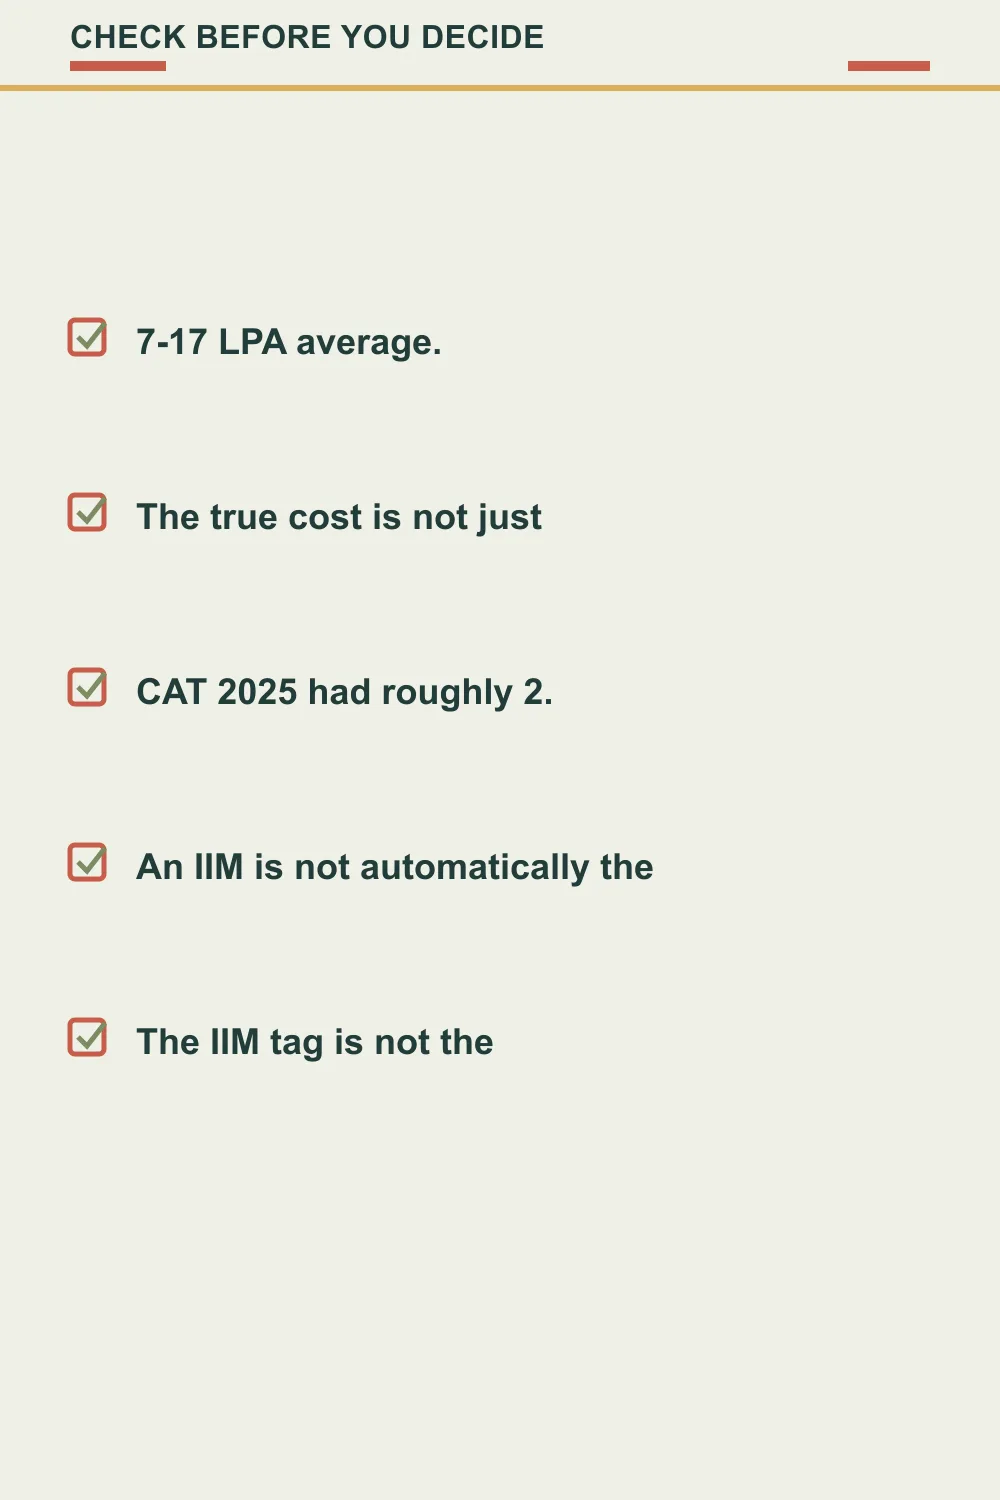 CHECK BEFORE YOU DECIDE
7-17 LPA average.
The true cost is not just
CAT 2025 had roughly 2.
An IIM is not automatically the
The IIM tag is not the